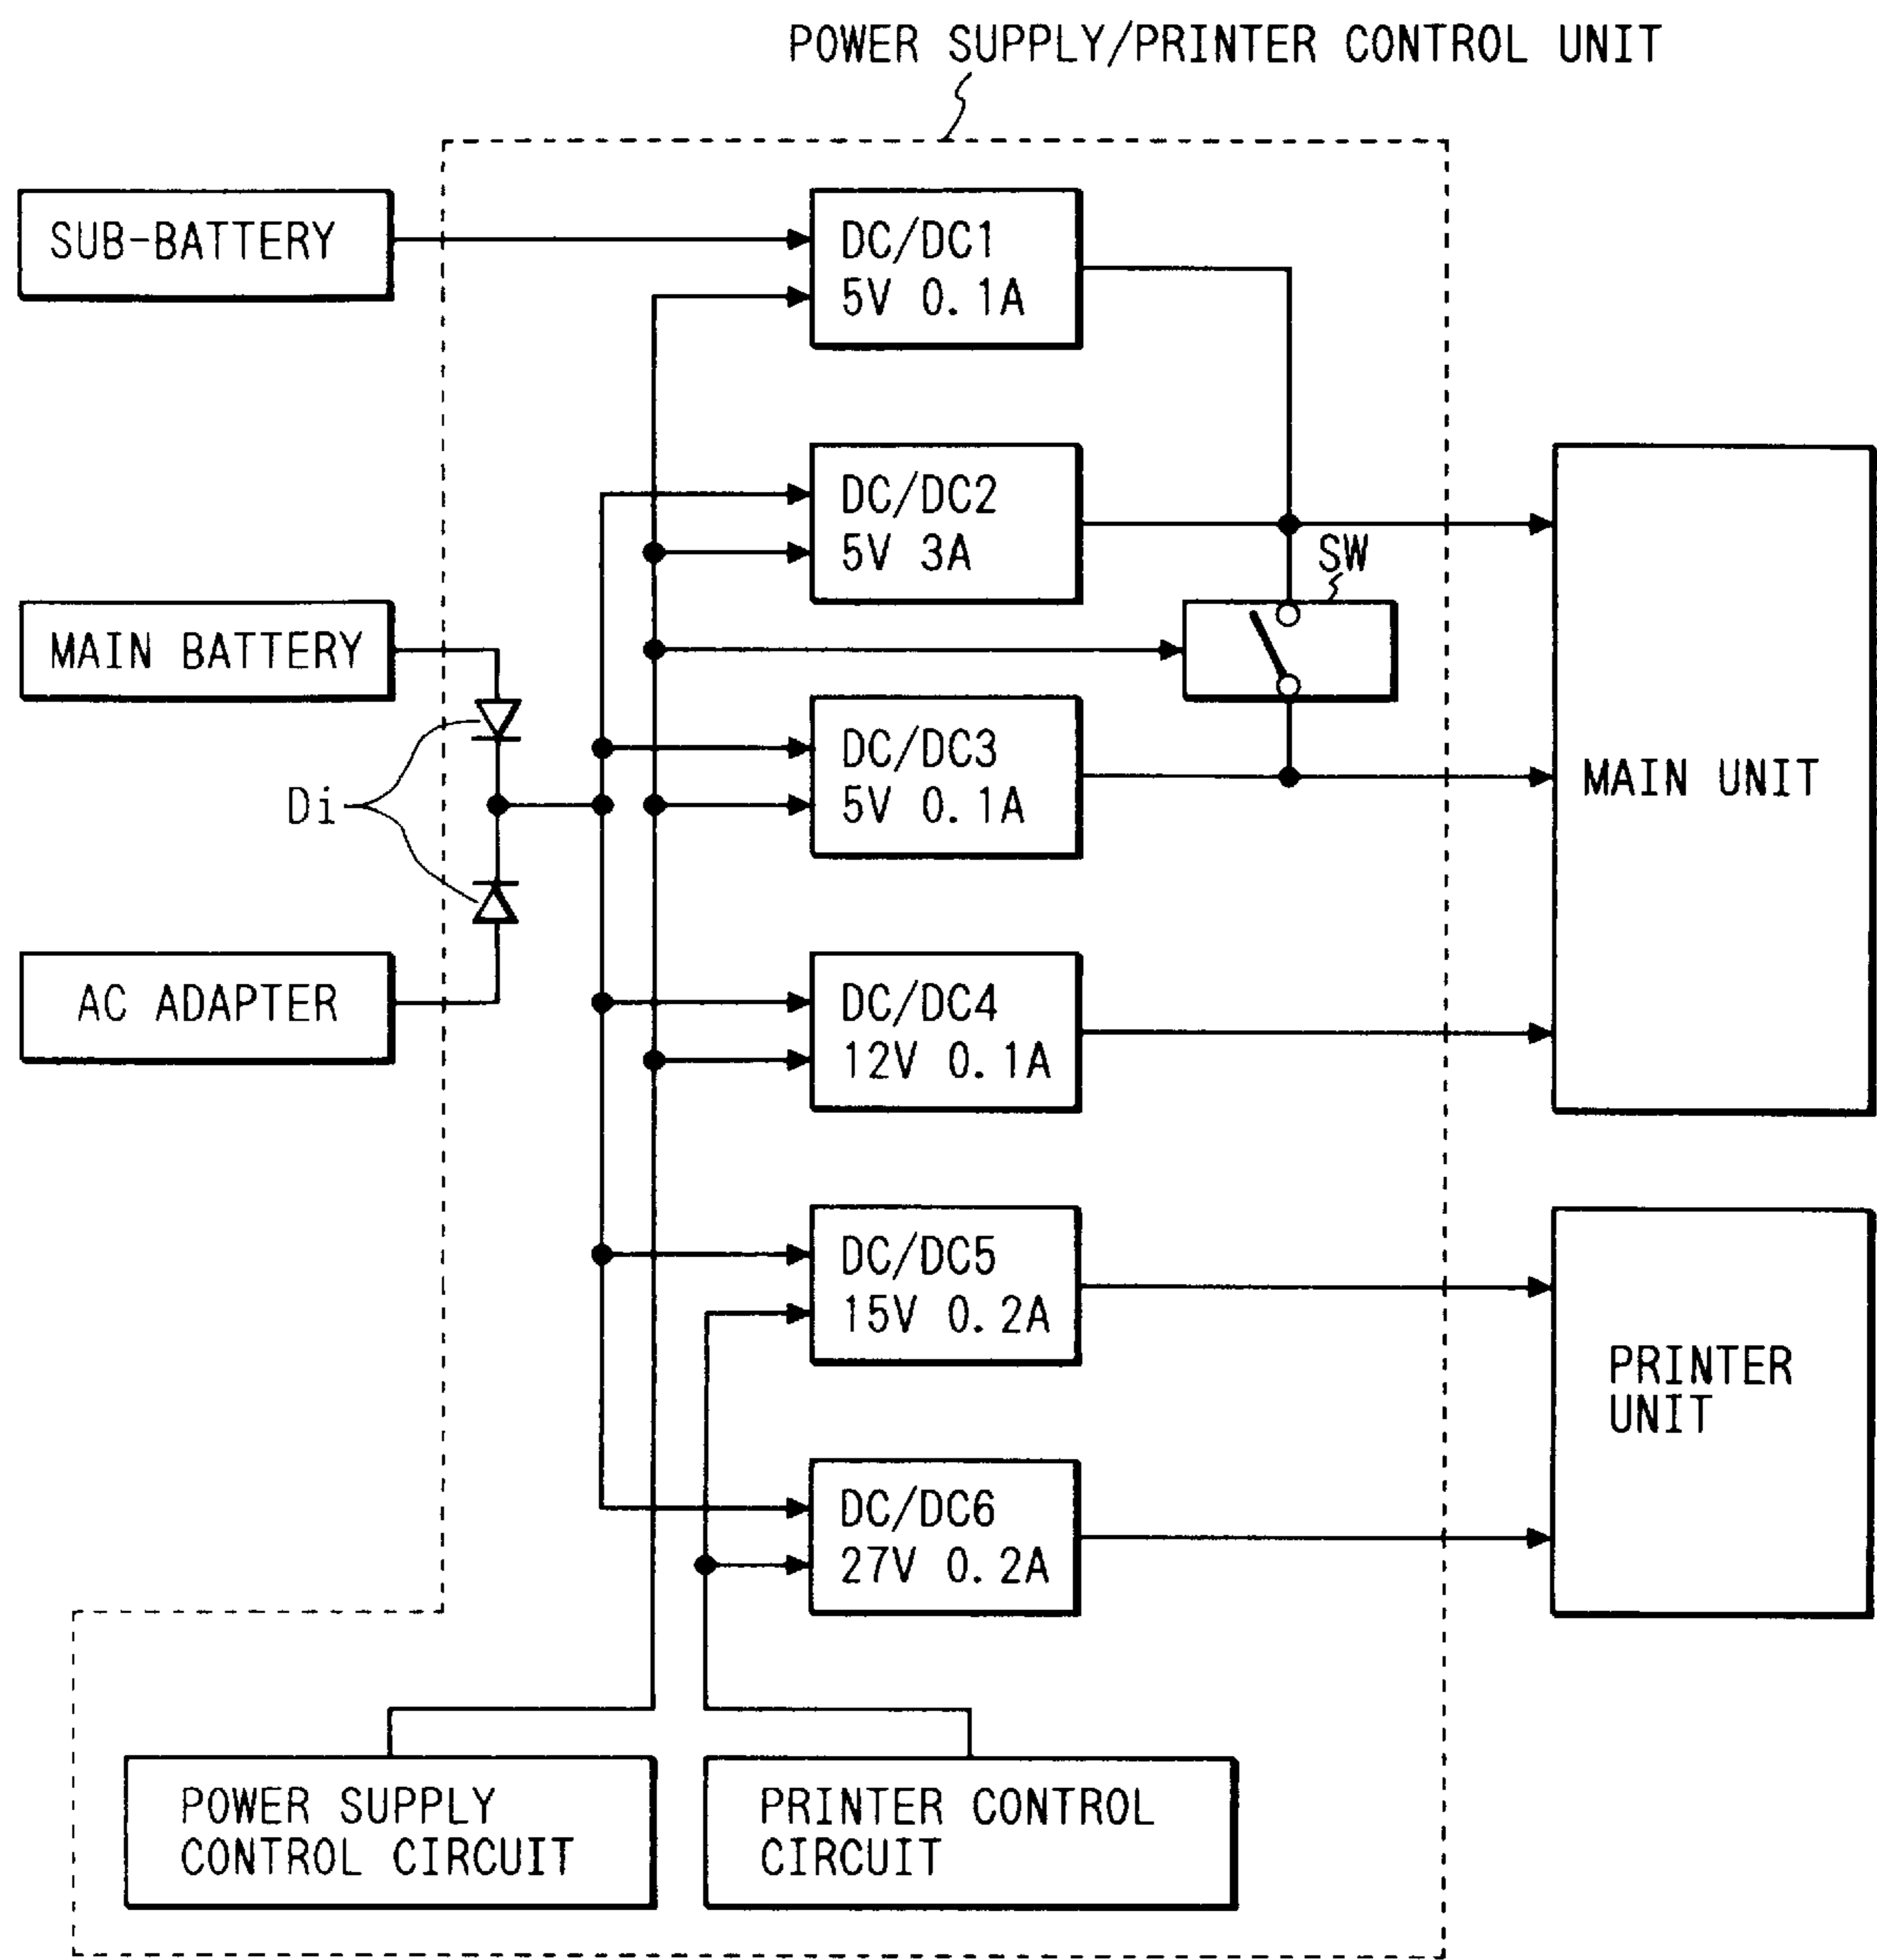 POWER SUPPLY/PRINTER CONTROL UNIT
SUB-BATTERY
DC/DC1
5V 0.1A
DC/DC2
5V 3A
SW
MAIN BATTERY
DC/DC3
5V 0.1A
MAIN UNIT
Di
AC ADAPTER
DC/DC4
12V 0.1A
DC/DC5
15V 0.2A
PRINTER
UNIT
DC/DC6
27V 0.2A
POWER SUPPLY
CONTROL CIRCUIT
PRINTER CONTROL
CIRCUIT